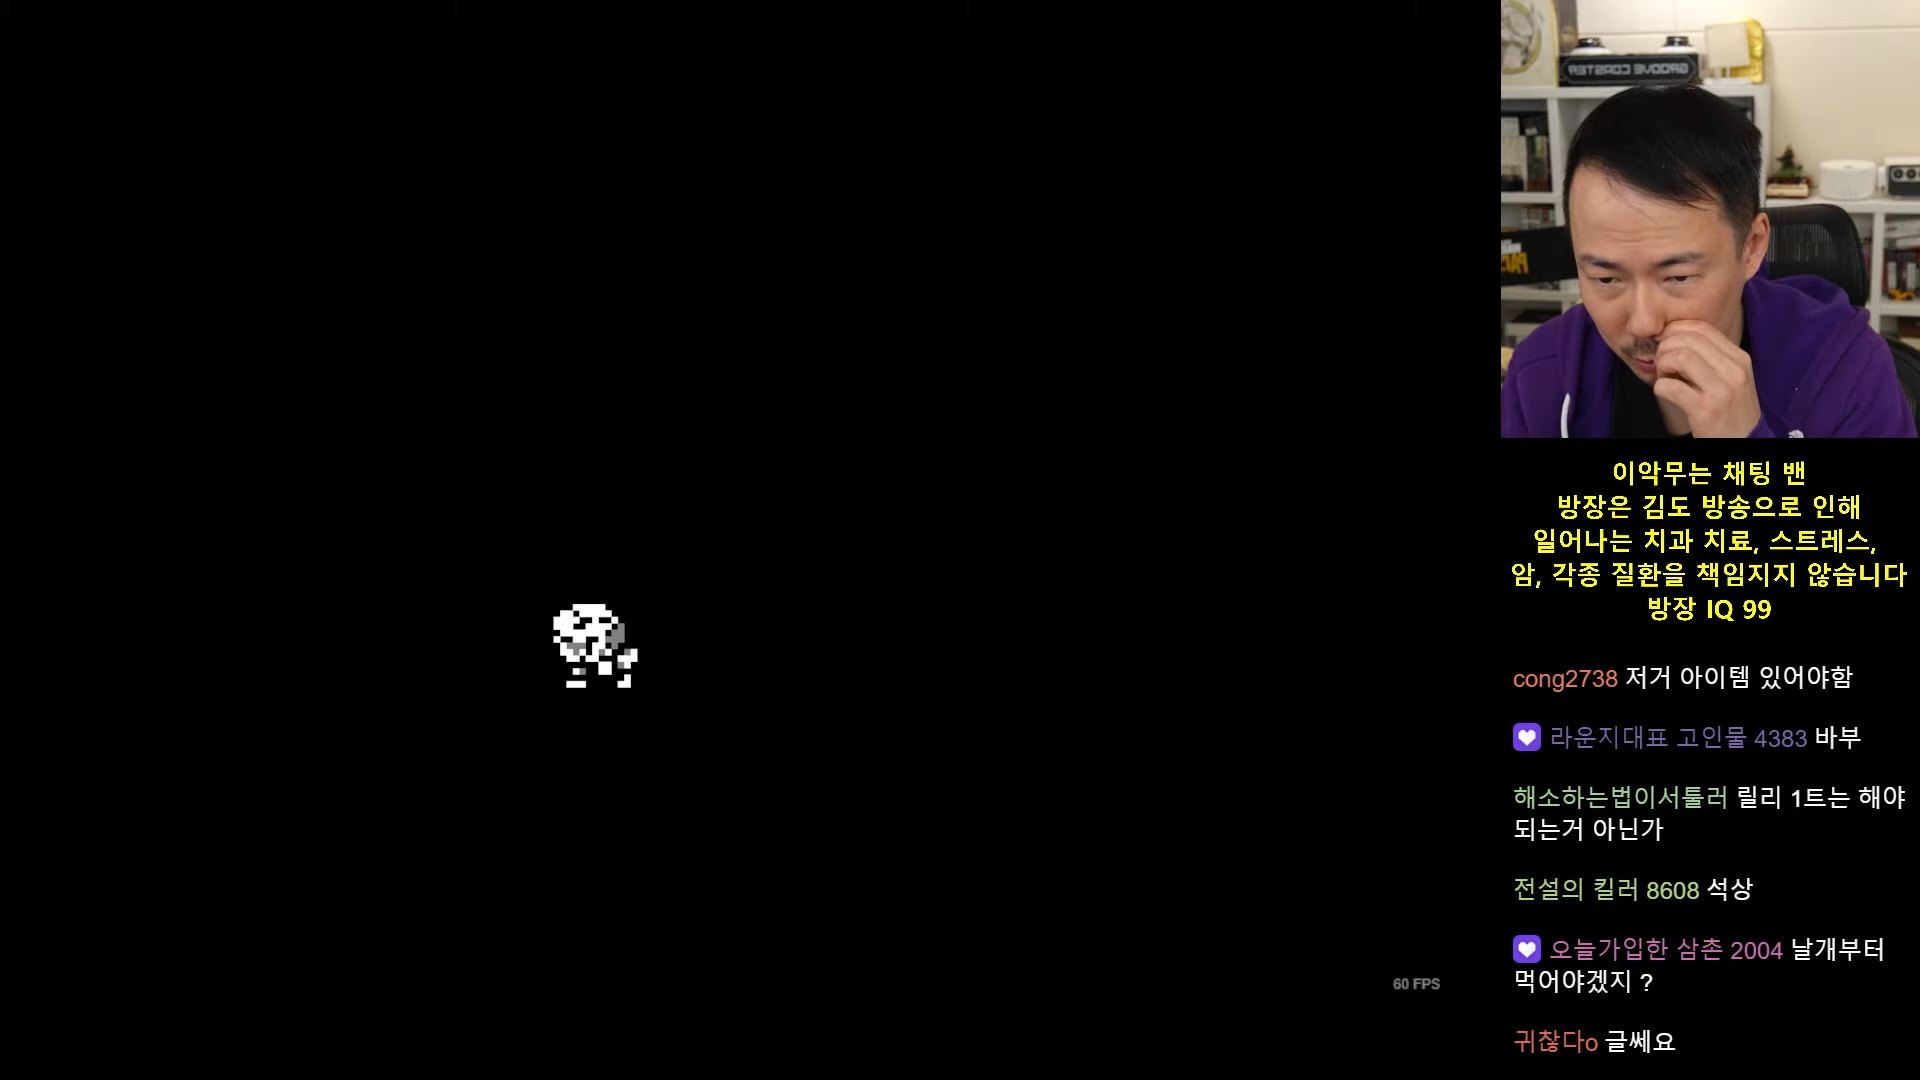 GROOVE COASTER
이악무는 채팅 밴
방장은 김도 방송으로 인해
일어나는 치과 치료, 스트레스,
암, 각종 질환을 책임지지 않습니다
방장 IQ 99
cong2738 저거 아이템 있어야함
라운지대표 고인물 4383 바부
해소하는법이서툴러 릴리 1트는 해야
되는거 아닌가
전설의 킬러 8608 석상
오늘가입한 삼촌 2004 날개부터
먹어야겠지 ?
60 FPS
귀찮다o 글쎄요